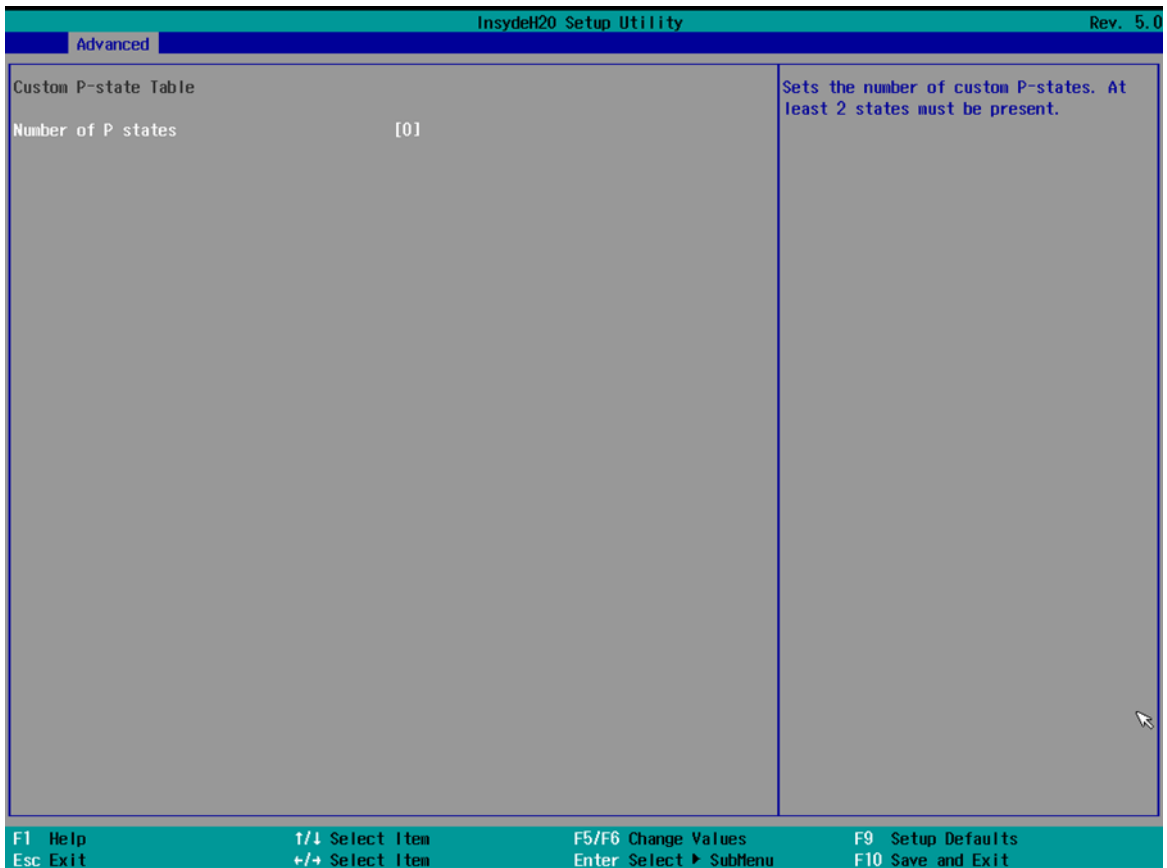 InsydeH2O Setup Utility Rev. 5.0
Advanced
Custom P-state Table
Number of P states [0]
Sets the number of custom P-states. At
least 2 states must be present.
F1 Help ↑/↓ Select Item F5/F6 Change Values F9 Setup Defaults
Esc Exit ←/→ Select Item Enter Select ▶ SubMenu F10 Save and Exit